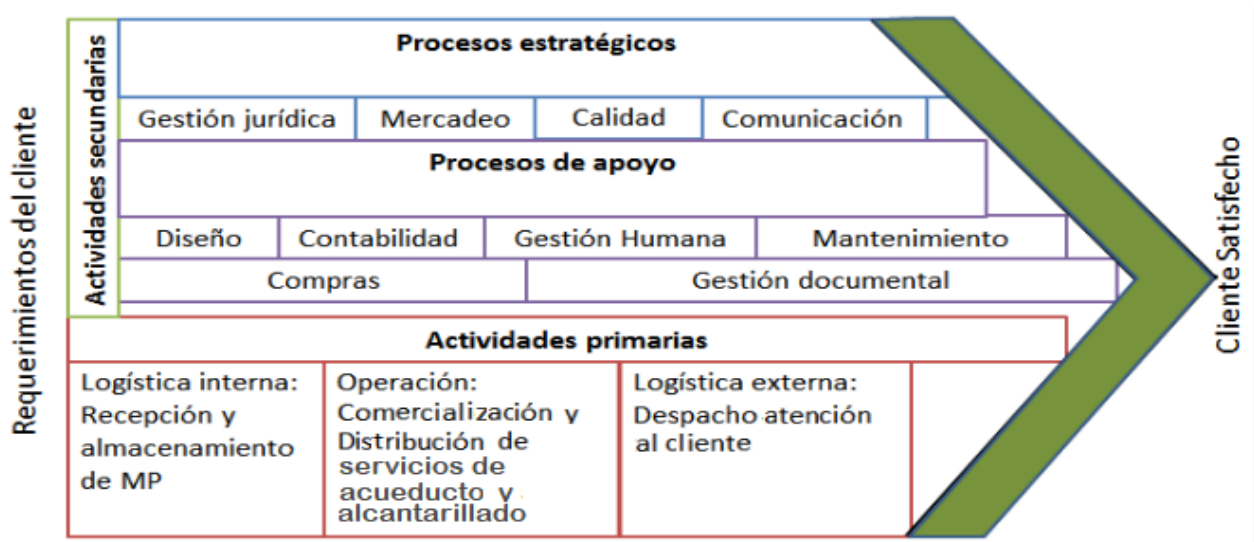 Requerimientos del cliente
Actividades secundarias
Procesos estratégicos
Gestión jurídica Mercadeo Calidad Comunicación
Procesos de apoyo
Diseño Contabilidad Gestión Humana Mantenimiento
Compras Gestión documental
Actividades primarias
Logística interna:
Recepción y
almacenamiento
de MP
Operación:
Comercialización y
Distribución de
servicios de
acueducto y
alcantarillado
Logística externa:
Despacho atención
al cliente
Cliente Satisfecho